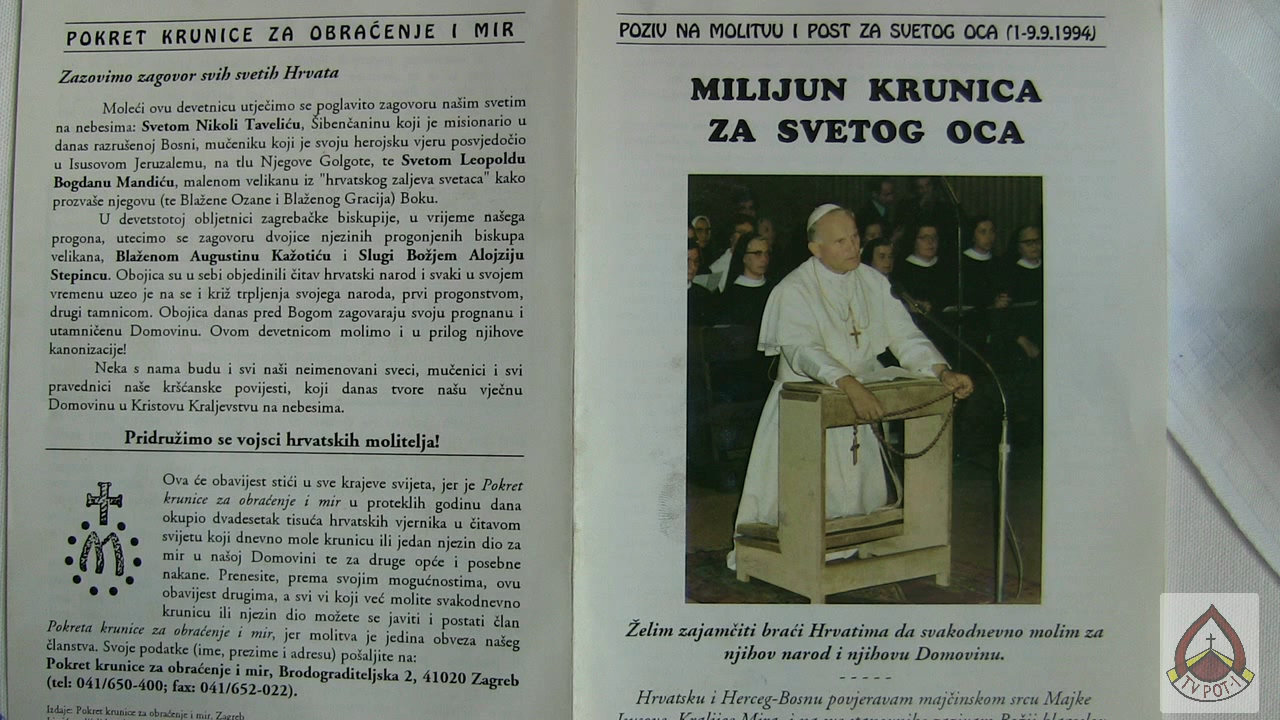 POKRET KRUNICE ZA OBRAĆENJE I MIR
Zazovimo zagovor svih svetih Hrvata
Moleći ovu devetnicu utječimo se poglavito zagovoru našim svetim
na nebesima: Svetom Nikoli Taveliću, Šibenčaninu koji je misionario u
danas razrušenoj Bosni, mučeniku koji je svoju herojsku vjeru posvjedočio
u Isusovom Jeruzalemu, na tlu Njegove Golgote, te Svetom Leopoldu
Bogdanu Mandiću, malenom velikanu iz "hrvatskog zaljeva svetaca" kako
prozvaše njegovu (te Blažene Ozane i Blaženog Gracija) Boku.
U devetstotoj obljetnici zagrebačke biskupije, u vrijeme našega
progona, utecimo se zagovoru dvojice njezinih progonjenih biskupa
velikana, Blaženom Augustinu Kažotiću i Slugi Božjem Alojziju
Stepincu. Obojica su u sebi objedinili čitav hrvatski narod i svaki u svojem
vremenu uzeo je na se i križ trpljenja svojega naroda, prvi progonstvom,
drugi tamnicom. Obojica danas pred Bogom zagovaraju svoju prognanu i
utamničenu Domovinu. Ovom devetnicom molimo i u prilog njihove
kanonizacije!
Neka s nama budu i svi naši neimenovani sveci, mučenici i svi
pravednici naše kršćanske povijesti, koji danas tvore našu vječnu
Domovinu u Kristovu Kraljevstvu na nebesima.
Pridružimo se vojsci hrvatskih molitelja!
Ova će obavijest stići u sve krajeve svijeta, jer je Pokret
krunice za obraćenje i mir u proteklih godinu dana
okupio dvadesetak tisuća hrvatskih vjernika u čitavom
svijetu koji dnevno mole krunicu ili jedan njezin dio za
mir u našoj Domovini te za druge opće i posebne
nakane. Prenesite, prema svojim mogućnostima, ovu
obavijest drugima, a svi vi koji već molite svakodnevno
krunicu ili njezin dio možete se javiti i postati član
Pokreta krunice za obraćenje i mir, jer molitva je jedina obveza našeg
članstva. Svoje podatke (ime, prezime i adresu) pošaljite na:
Pokret krunice za obraćenje i mir, Brodograditeljska 2, 41020 Zagreb
(tel: 041/650-400; fax: 041/652-022).
Izdaje: Pokret krunice za obraćenje i mir, Zagreb
POZIV NA MOLITVU I POST ZA SVETOG OCA (1-9.9.1994)
MILIJUN KRUNICA
ZA SVETOG OCA
Želim zajamčiti braći Hrvatima da svakodnevno molim za
njihov narod i njihovu Domovinu.
- - - - -
Hrvatsku i Herceg-Bosnu povjeravam majčinskom srcu Majke
TV POT-1